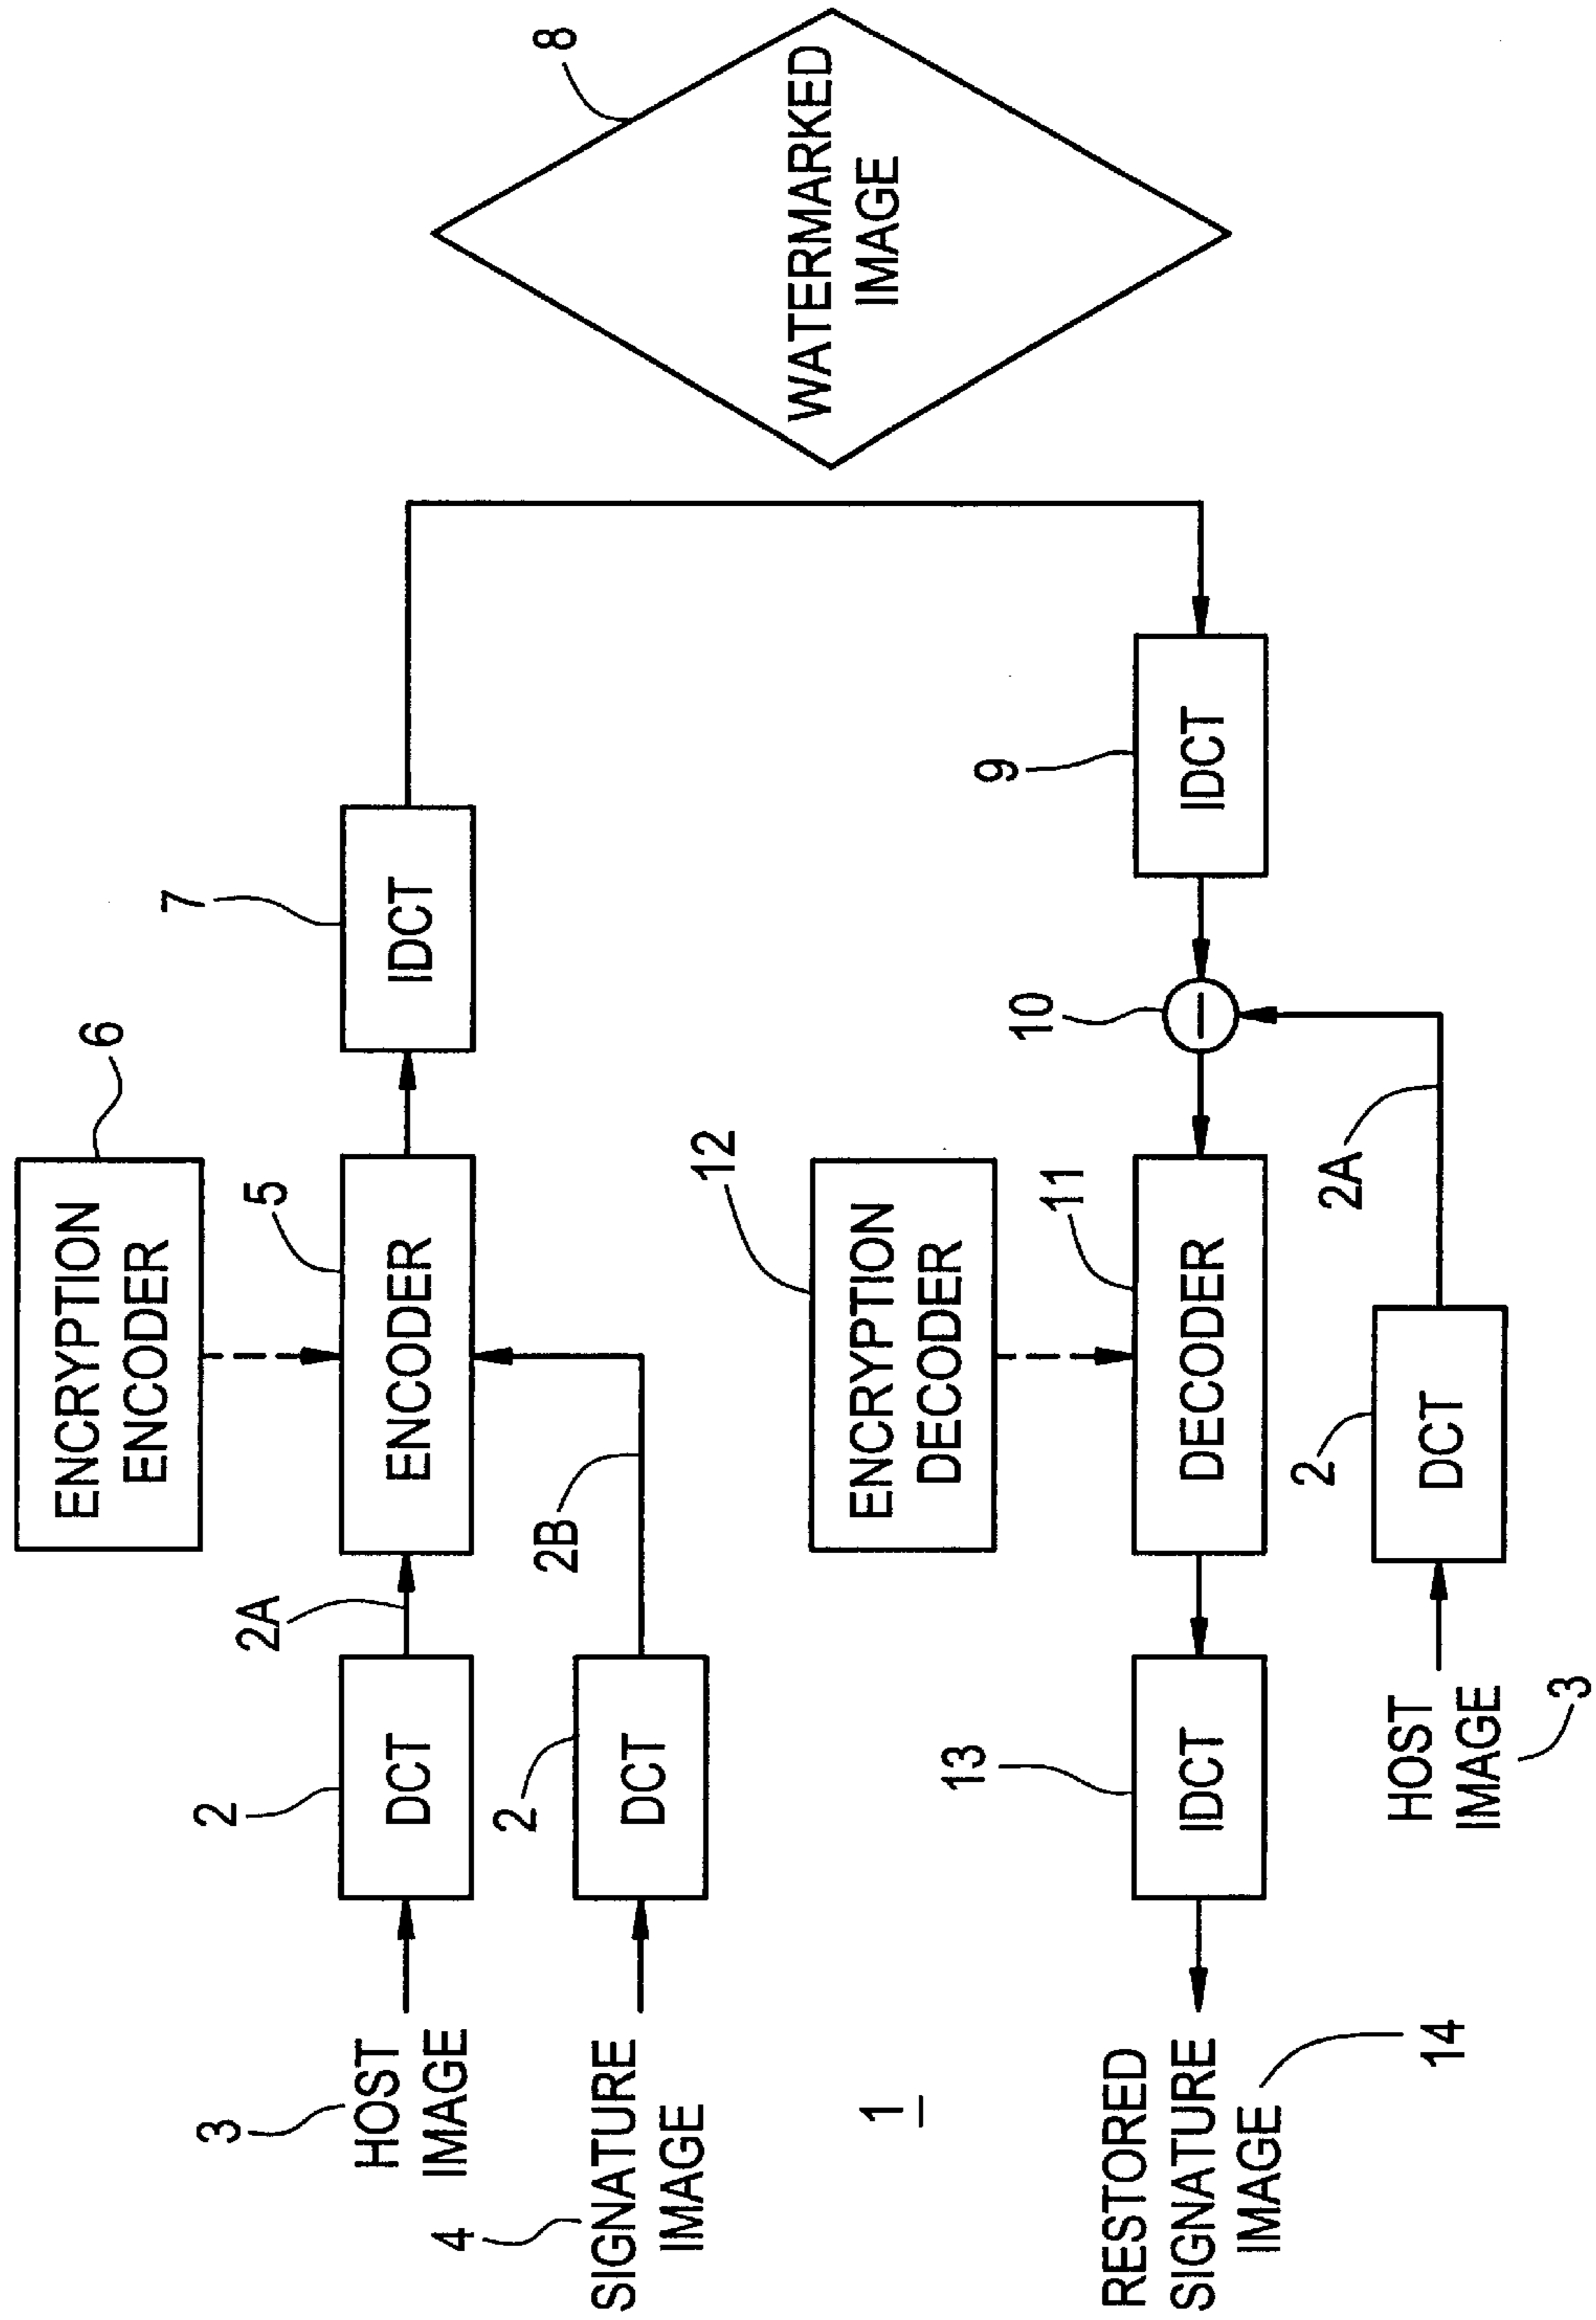 6
ENCRYPTION
ENCODER
3
HOST
IMAGE
2
DCT
2A
5
ENCODER
7
IDCT
8
WATERMARKED
IMAGE
4
SIGNATURE
IMAGE
2
DCT
2B
12
ENCRYPTION
DECODER
1
RESTORED
SIGNATURE
IMAGE
14
13
IDCT
11
DECODER
10
9
IDCT
HOST
IMAGE
3
2
DCT
2A